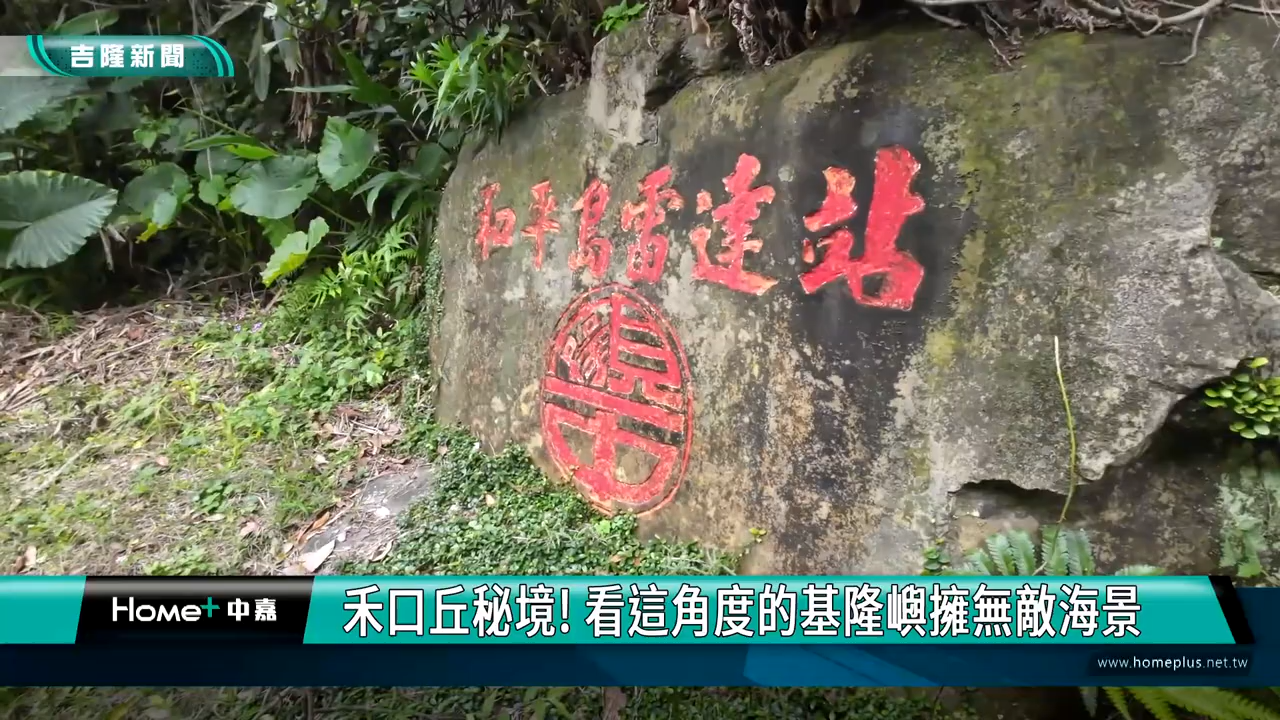 吉隆新聞
和平島雷達站
Home+ 中嘉
禾口丘秘境! 看這角度的基隆嶼擁無敵海景
www.homeplus.net.tw